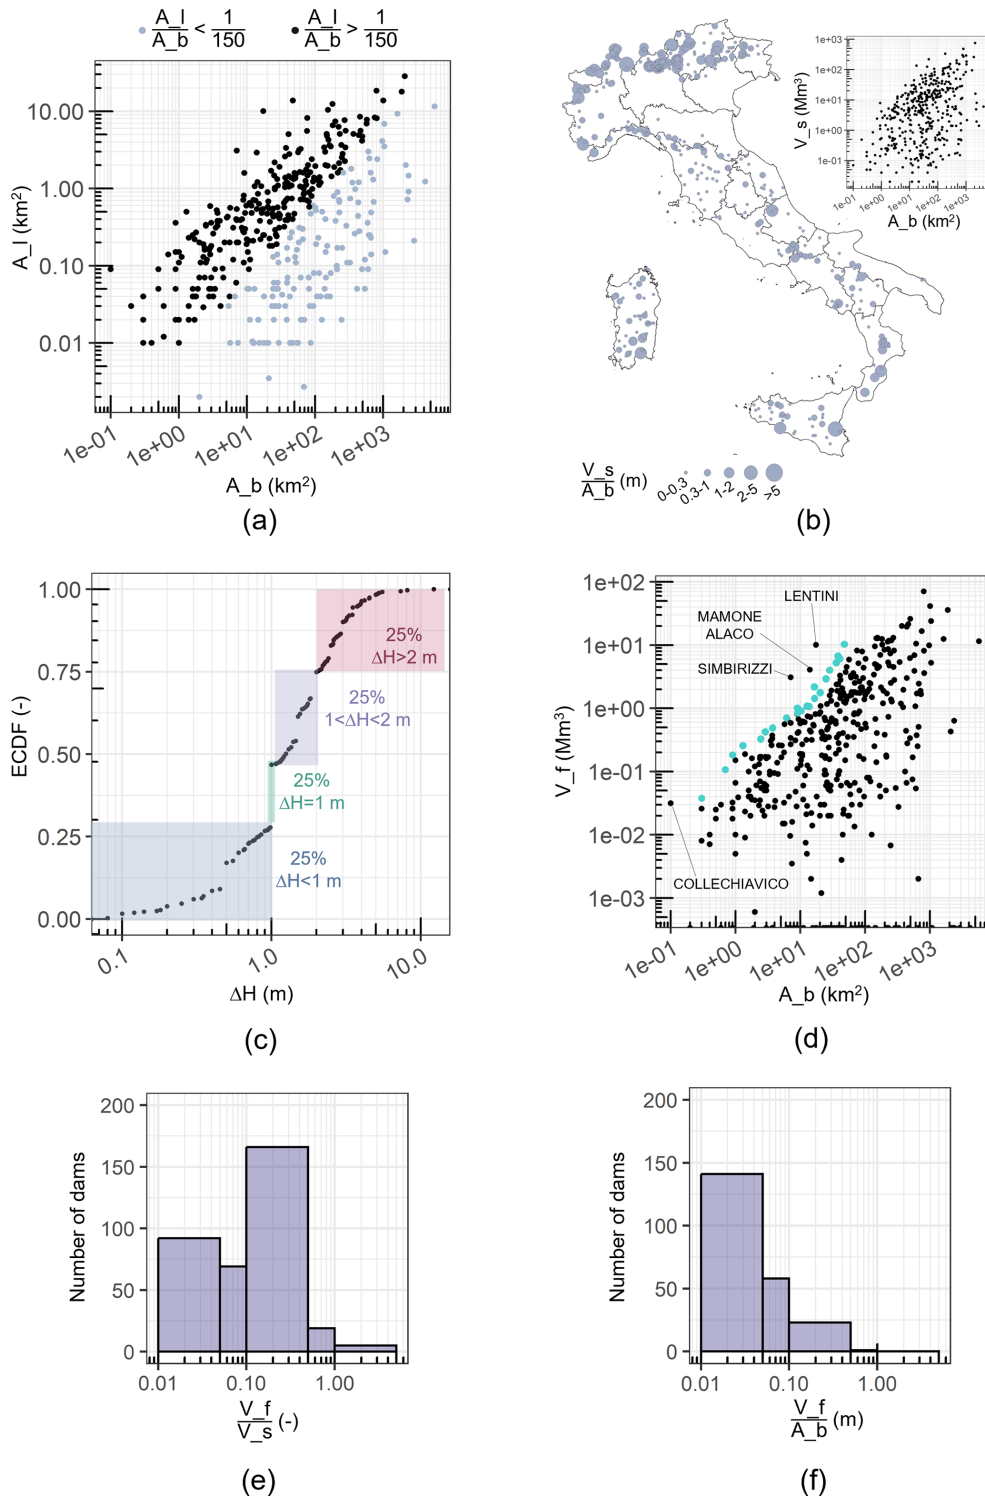 A_l/A_b < 1/150
A_l/A_b > 1/150
10.00
1.00
0.10
0.01
A_l (km²)
1e-01 1e+00 1e+01 1e+02 1e+03
A_b (km²)
(a)
1e+03
1e+02
1e+01
1e+00
1e-01
V_s (Mm³)
1e-01 1e+00 1e+01 1e+02 1e+03
A_b (km²)
V_s/A_b (m)
0-0.3 0.3-1 1-2 2-5 >5
(b)
1.00
0.75
0.50
0.25
0.00
ECDF (-)
25%
ΔH>2 m
25%
1<ΔH<2 m
25%
ΔH=1 m
25%
ΔH<1 m
0.1 1.0 10.0
ΔH (m)
(c)
1e+02
1e+01
1e+00
1e-01
1e-02
1e-03
V_f (Mm³)
LENTINI
MAMONE
ALACO
SIMBIRIZZI
COLLECHIAVICO
1e-01 1e+00 1e+01 1e+02 1e+03
A_b (km²)
(d)
200
150
100
50
0
Number of dams
0.01 0.10 1.00
V_f/V_s (-)
(e)
200
150
100
50
0
Number of dams
0.01 0.10 1.00
V_f/A_b (m)
(f)